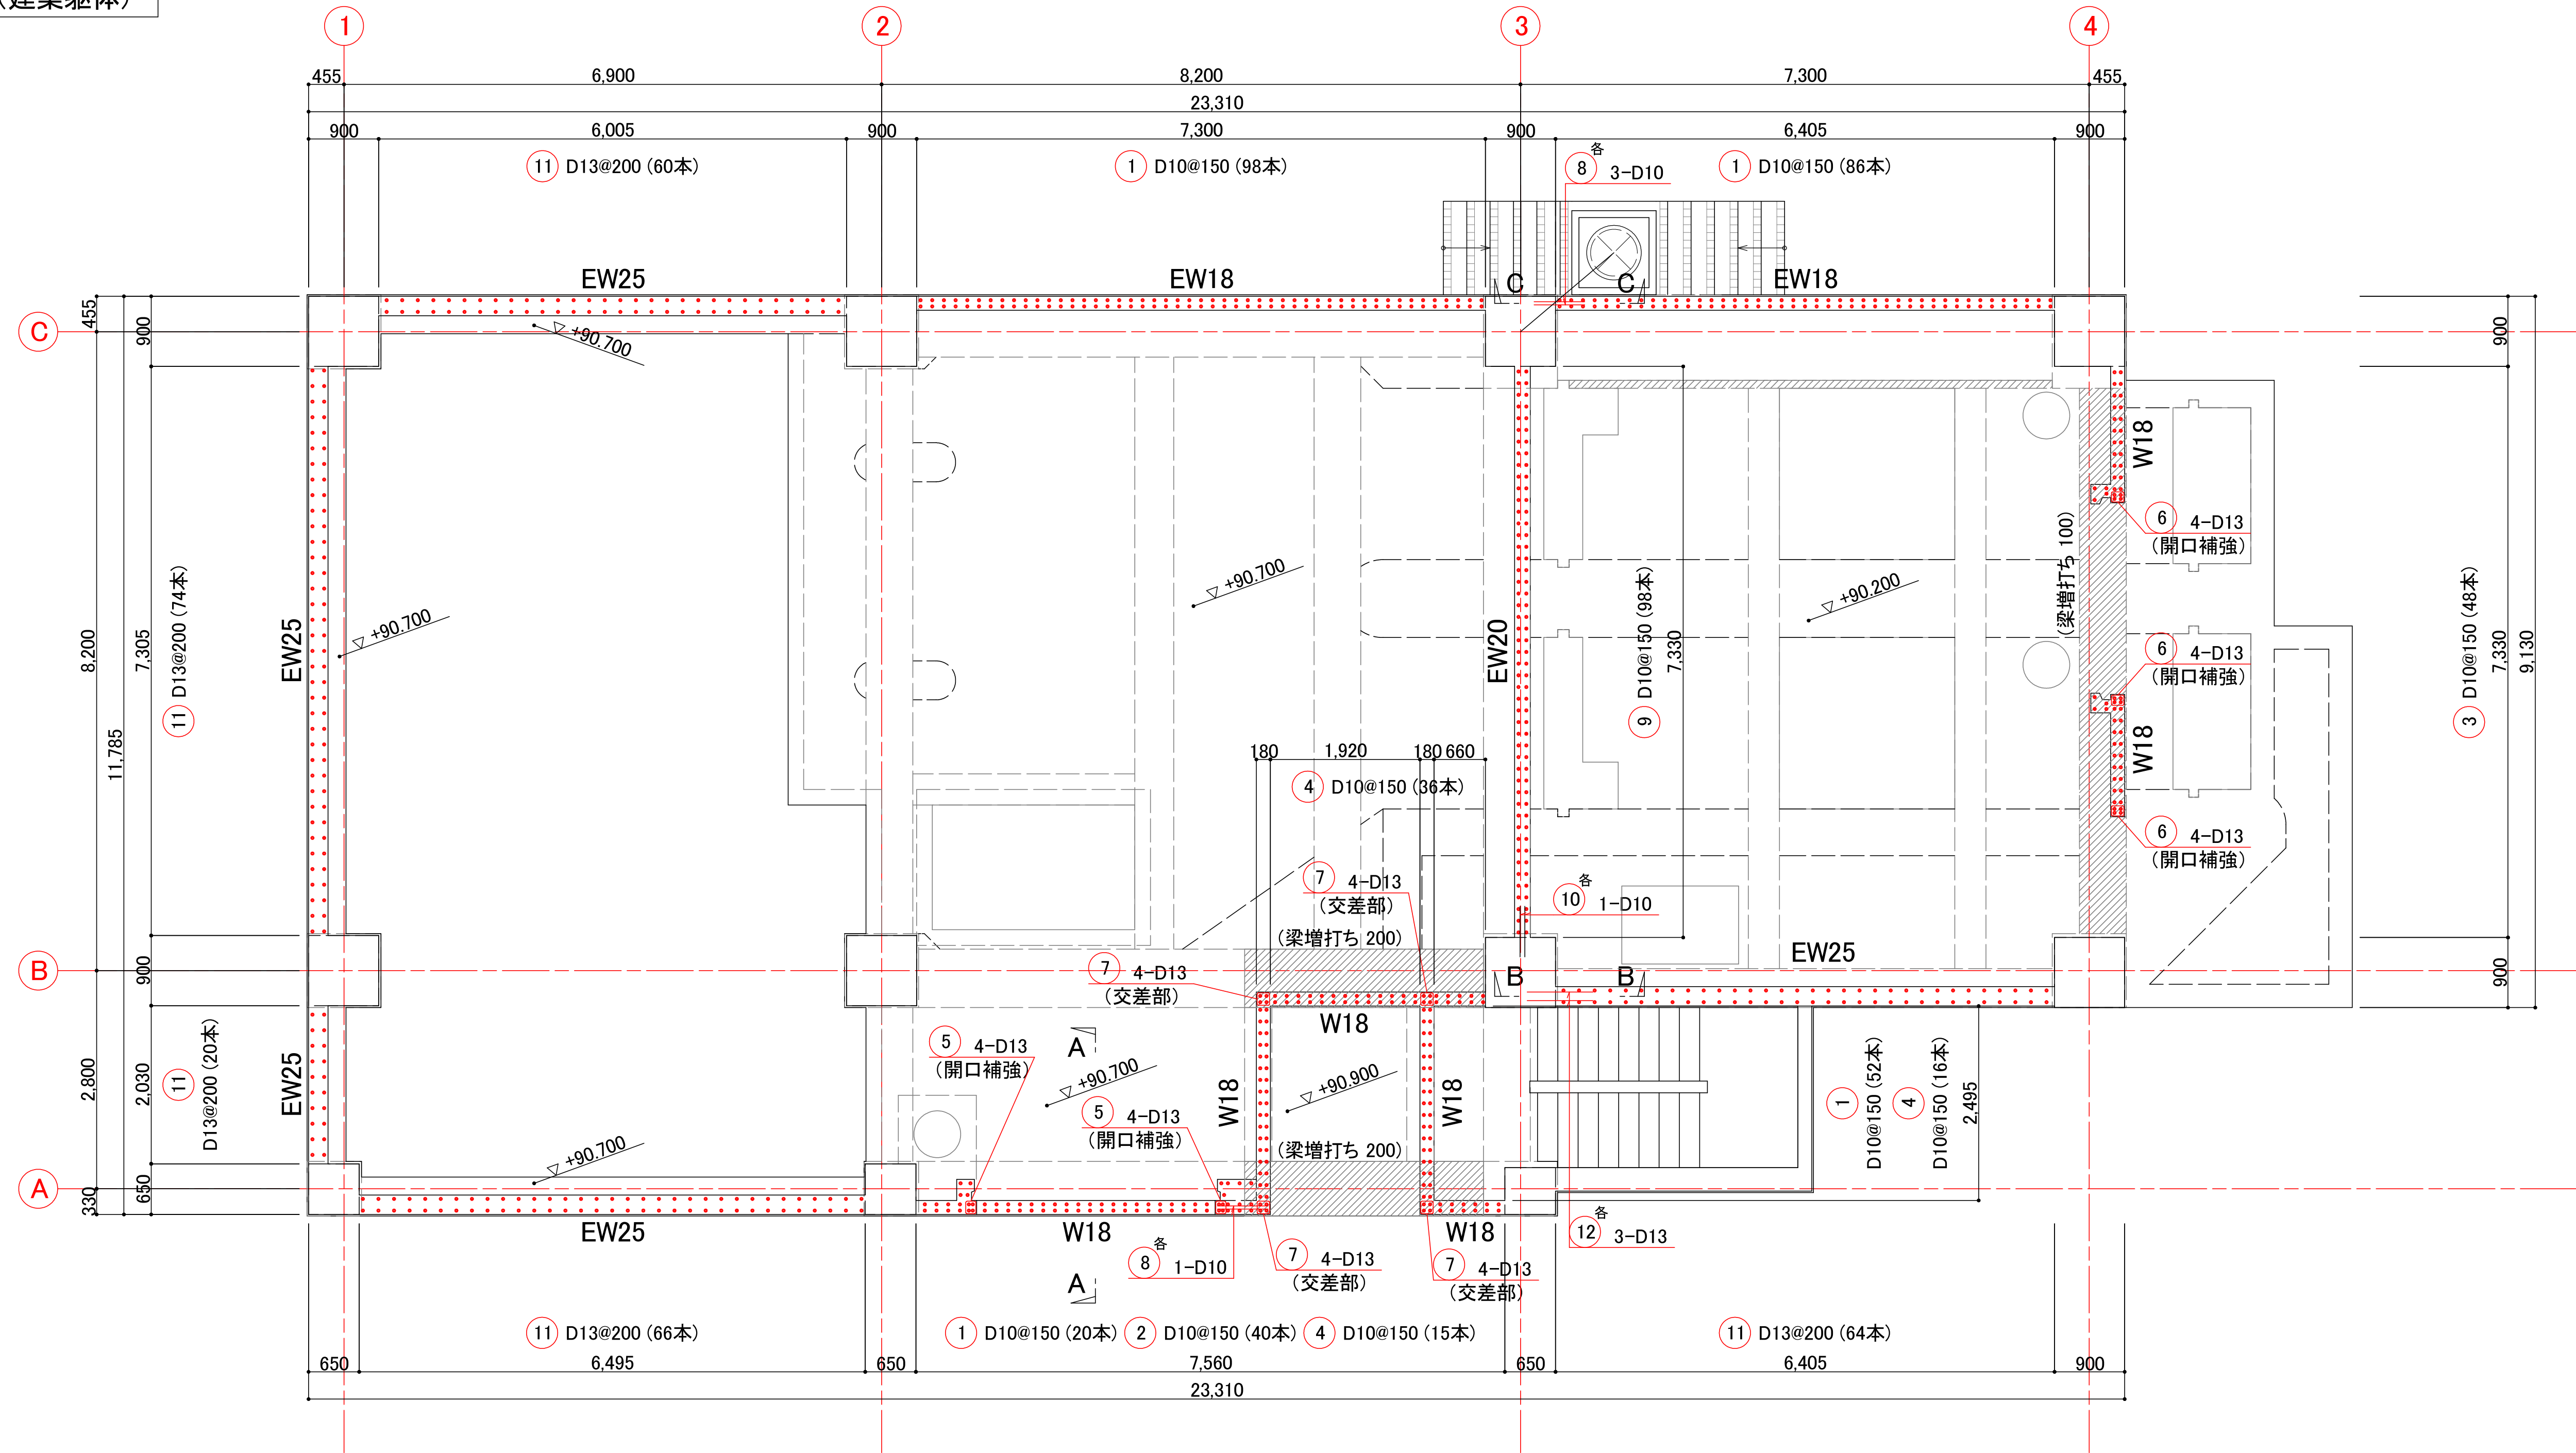 （建築躯体）
1
2
3
4
455
6,900
8,200
7,300
455
23,310
900
6,005
900
7,300
900
6,405
900
11 D13@200 (60本)
1 D10@150 (98本)
各
8 3-D10
1 D10@150 (86本)
EW25
EW18
EW18
C
C
C
455
900
900
▽ +90.700
W18
6 4-D13
(開口補強)
(梁増打ち 100)
8,200
7,305
11,785
11 D13@200 (74本)
EW25
▽ +90.700
▽ +90.700
EW20
9 D10@150 (98本)
7,330
▽ +90.200
6 4-D13
(開口補強)
3 D10@150 (48本)
7,330
9,130
W18
180
1,920
180
660
4 D10@150 (36本)
6 4-D13
(開口補強)
7 4-D13
(交差部)
各
10 1-D10
(梁増打ち 200)
EW25
B
900
7 4-D13
(交差部)
B
B
900
W18
2,800
2,030
11
D13@200 (20本)
EW25
5 4-D13
(開口補強)
A
▽ +90.700
5 4-D13
(開口補強)
W18
▽ +90.900
W18
(梁増打ち 200)
1
D10@150 (52本)
4
D10@150 (16本)
2,495
▽ +90.700
A
330
650
EW25
W18
W18
各
12 3-D13
各
8 1-D10
7 4-D13
(交差部)
7 4-D13
(交差部)
A
11 D13@200 (66本)
1 D10@150 (20本)
2 D10@150 (40本)
4 D10@150 (15本)
11 D13@200 (64本)
650
6,495
650
7,560
650
6,405
900
23,310